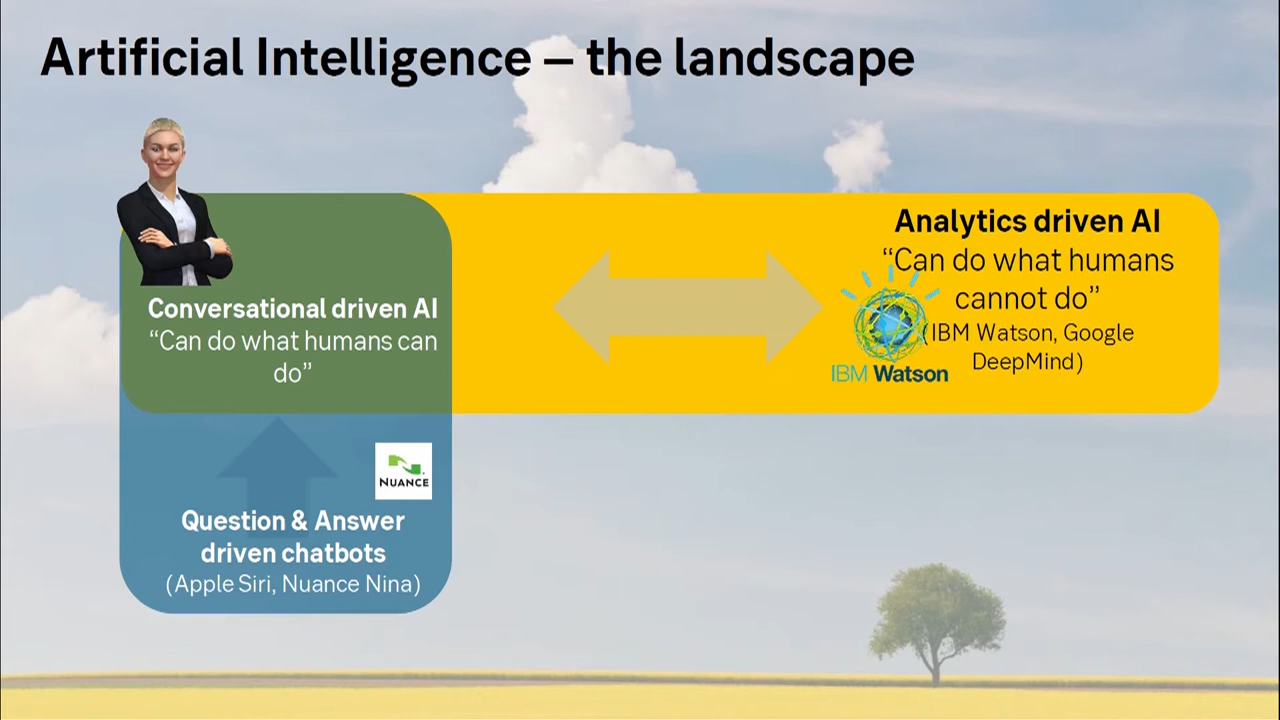 Artificial Intelligence – the landscape
Conversational driven AI
“Can do what humans can
do”
Analytics driven AI
“Can do what humans
cannot do”
(IBM Watson, Google
DeepMind)
IBM Watson
NUANCE
Question & Answer
driven chatbots
(Apple Siri, Nuance Nina)